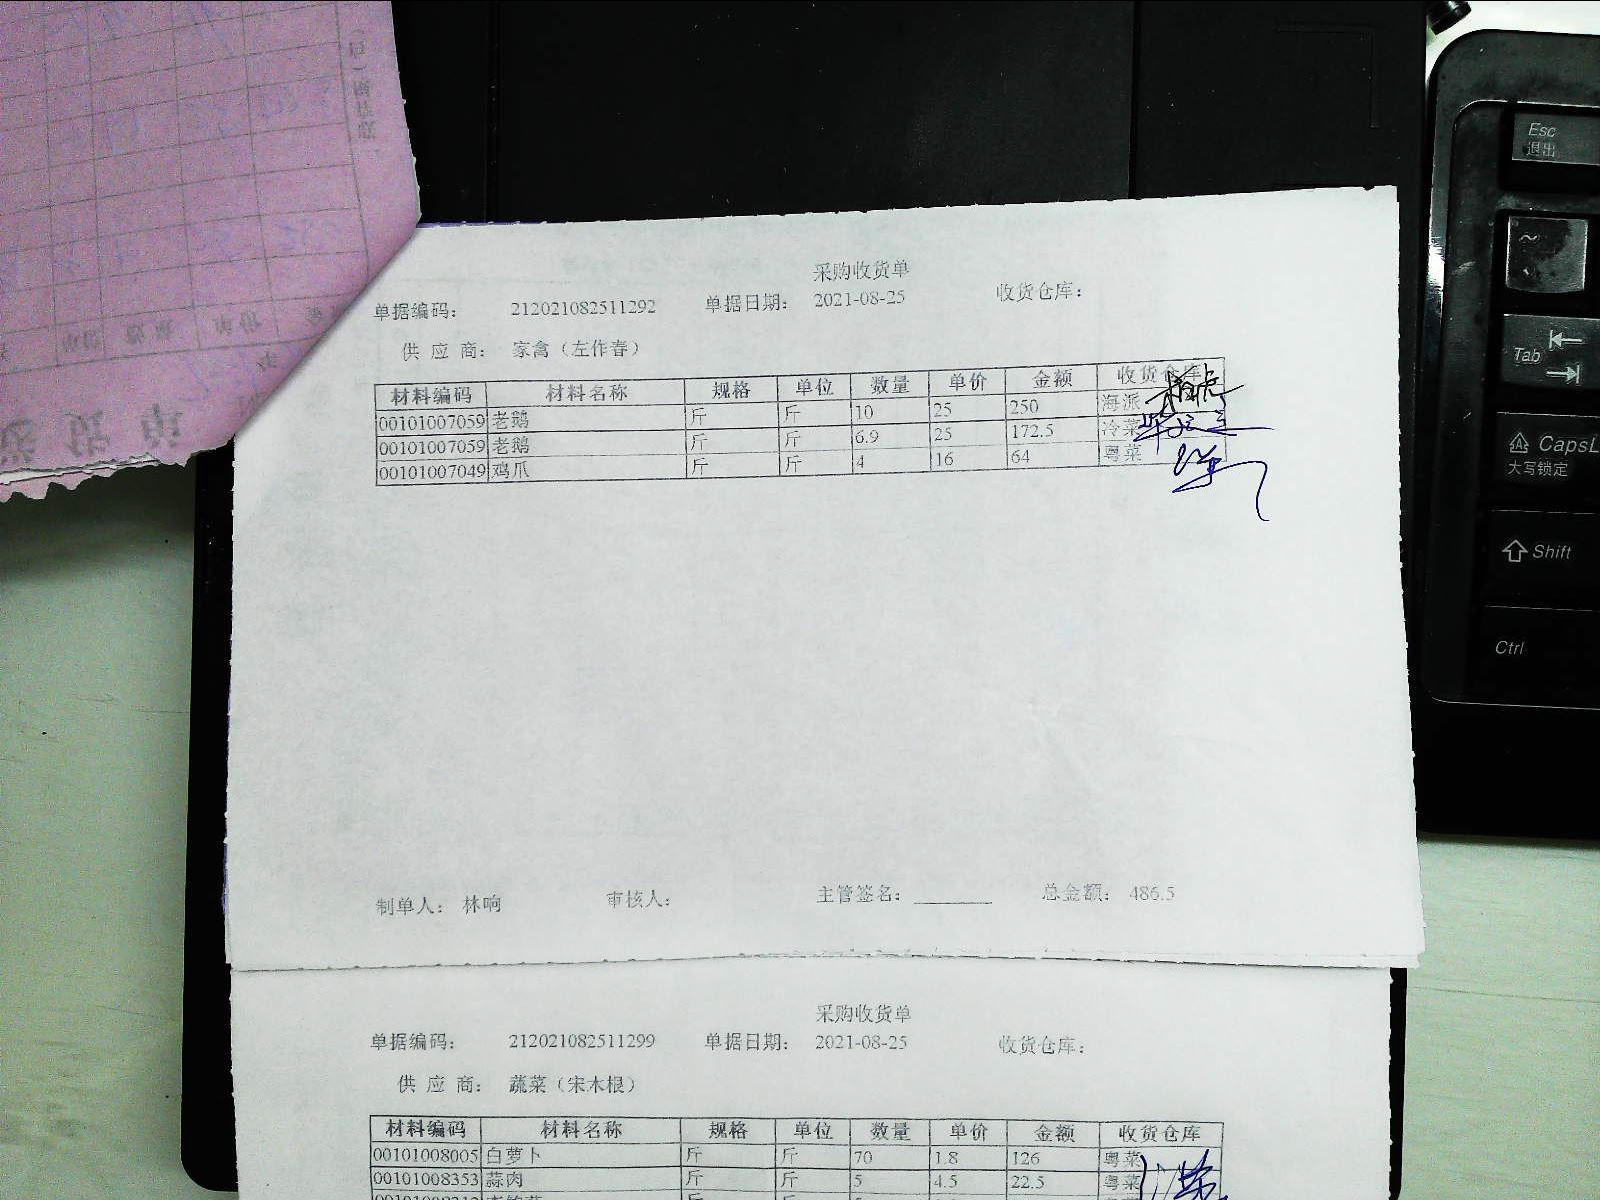 采购收货单
单据编码： 212021082511292 单据日期： 2021-08-25 收货仓库：
供 应 商： 家禽（左作春）
材料编码 材料名称 规格 单位 数量 单价 金额 收货仓库
00101007059 老鹅 斤 斤 10 25 250 海派
00101007059 老鹅 斤 斤 6.9 25 172.5 冷菜
00101007049 鸡爪 斤 斤 4 16 64 粤菜
制单人： 林响 审核人： 主管签名： 总金额： 486.5
采购收货单
单据编码： 212021082511299 单据日期： 2021-08-25 收货仓库：
供 应 商： 蔬菜（宋木根）
材料编码 材料名称 规格 单位 数量 单价 金额 收货仓库
00101008005 白萝卜 斤 斤 70 1.8 126 粤菜
00101008353 蒜肉 斤 斤 5 4.5 22.5 粤菜
Esc
退出
~
Tab
CapsL
大写锁定
Shift
Ctrl